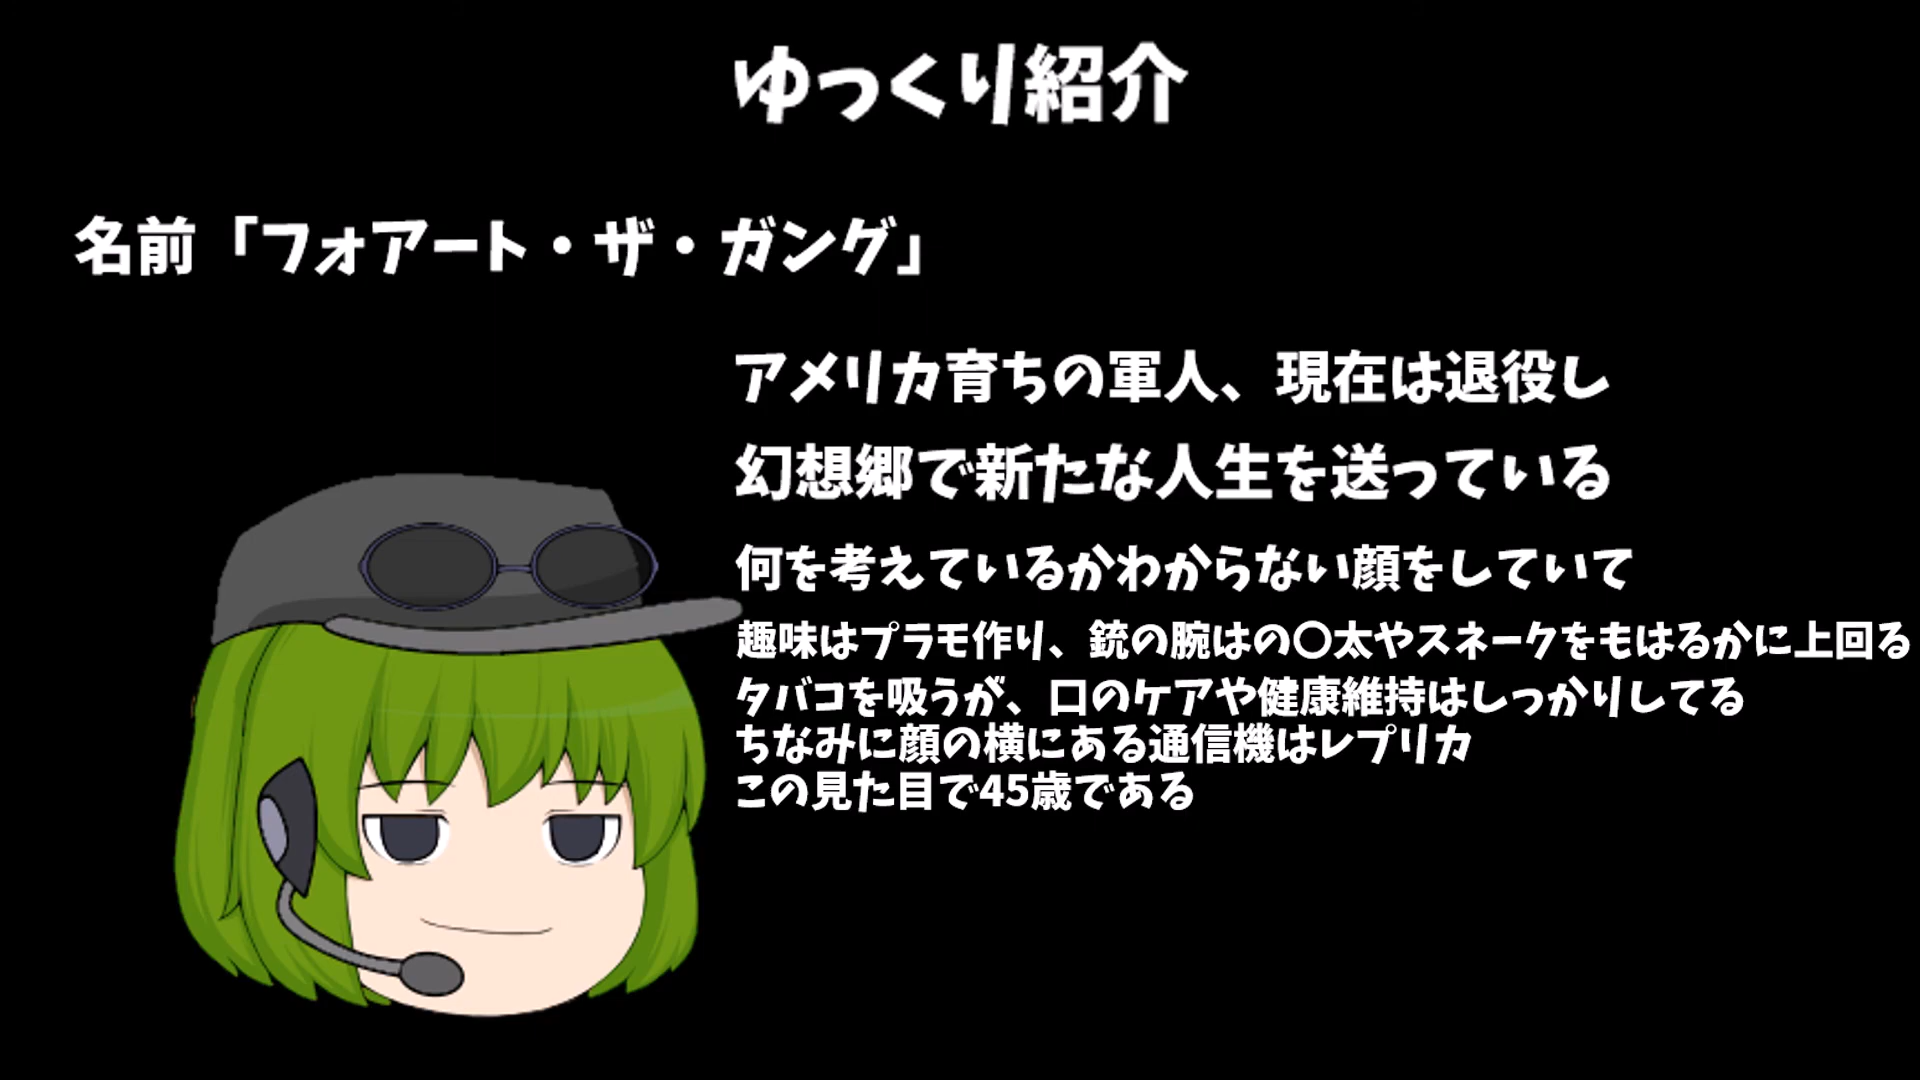 ゆっくり紹介
名前「フォアート・ザ・ガング」
アメリカ育ちの軍人、現在は退役し
幻想郷で新たな人生を送っている
何を考えているかわからない顔をしていて
趣味はプラモ作り、銃の腕はの〇太やスネークをもはるかに上回る
タバコを吸うが、口のケアや健康維持はしっかりしてる
ちなみに顔の横にある通信機はレプリカ
この見た目で45歳である